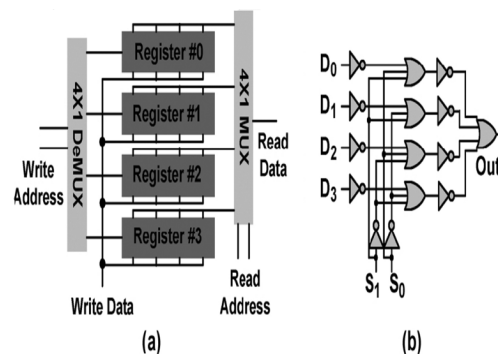 4X1 DeMUX
Register #0
Register #1
Register #2
Register #3
4X1 MUX
Write
Address
Read
Data
Read
Address
Write Data
(a)
D0
D1
D2
D3
Out
S1 S0
(b)